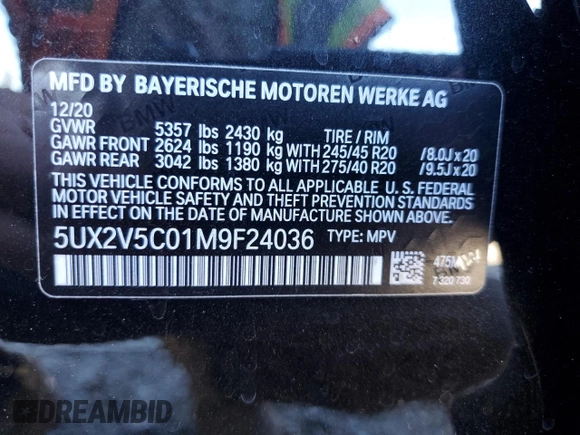 MFD BY BAYERISCHE MOTOREN WERKE AG
12/20
GVWR 5357 lbs 2430 kg TIRE / RIM
GAWR FRONT 2624 lbs 1190 kg WITH 245/45 R20 /8.0J x 20
GAWR REAR 3042 lbs 1380 kg WITH 275/40 R20 /9.5J x 20
THIS VEHICLE CONFORMS TO ALL APPLICABLE U. S. FEDERAL
MOTOR VEHICLE SAFETY AND THEFT PREVENTION STANDARDS
IN EFFECT ON THE DATE OF MANUFACTURE SHOWN ABOVE.
5UX2V5C01M9F24036 TYPE: MPV
475M
7 320 730
DREAMBID